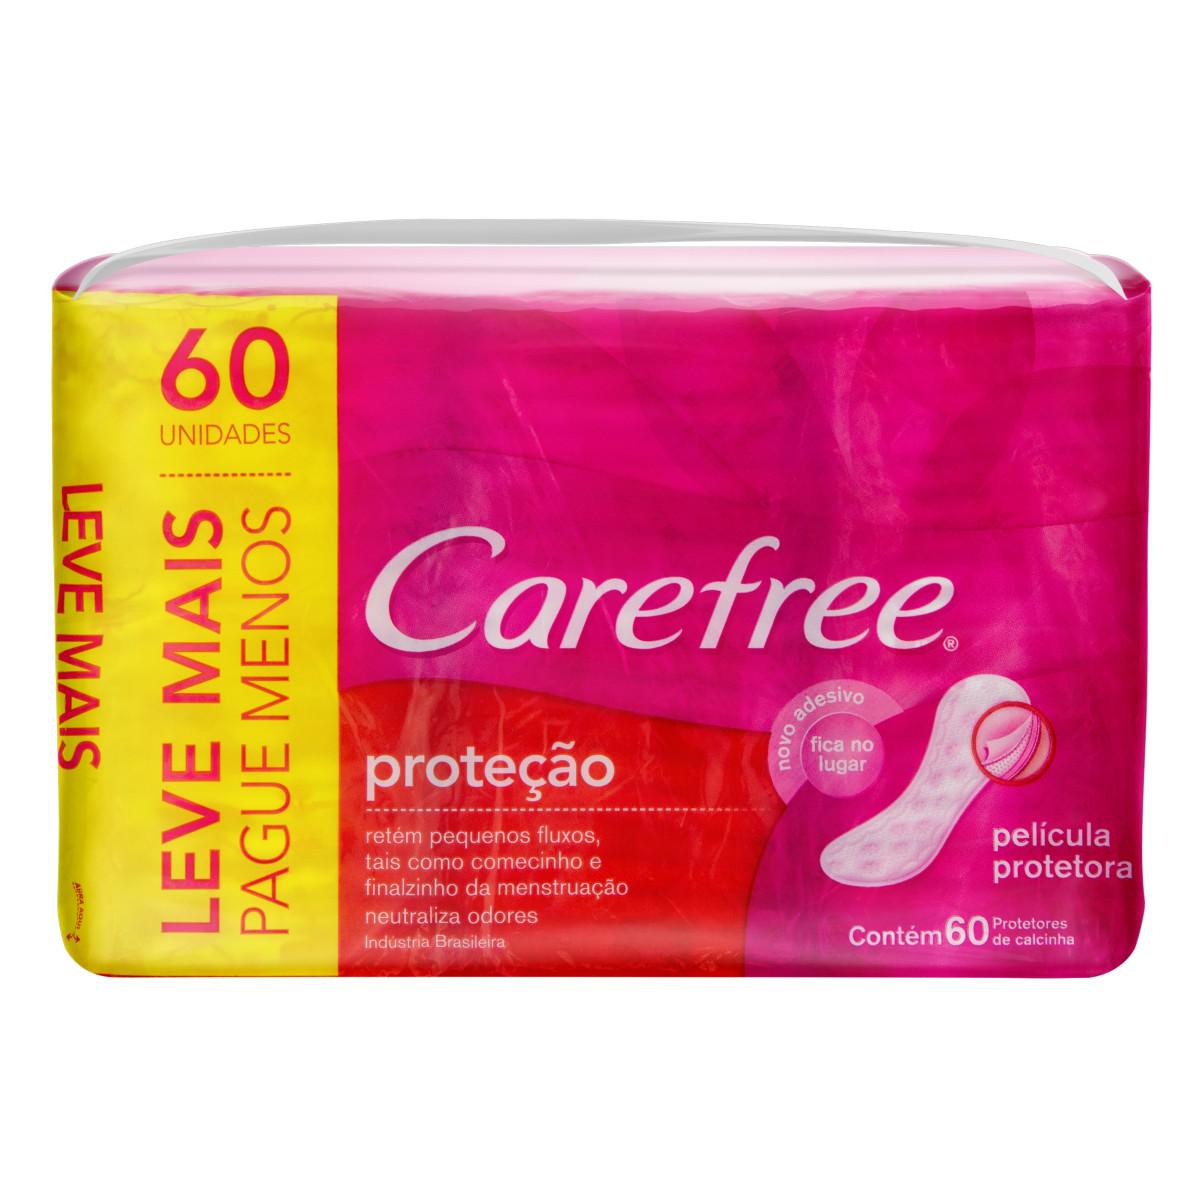 60
UNIDADES
LEVE MAIS
PAGUE MENOS
LEVE MAIS
Carefree®
proteção
retém pequenos fluxos,
tais como comecinho e
finalzinho da menstruação
neutraliza odores
Indústria Brasileira
novo adesivo
fica no
lugar
película
protetora
Contém 60 Protetores
de calcinha